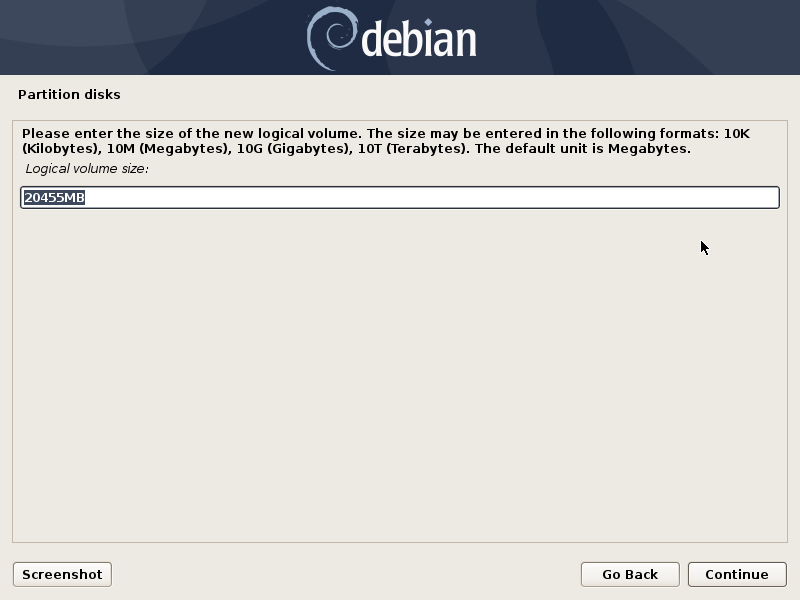 debian
Partition disks
Please enter the size of the new logical volume. The size may be entered in the following formats: 10K
(Kilobytes), 10M (Megabytes), 10G (Gigabytes), 10T (Terabytes). The default unit is Megabytes.
Logical volume size:
20455MB
Screenshot
Go Back
Continue